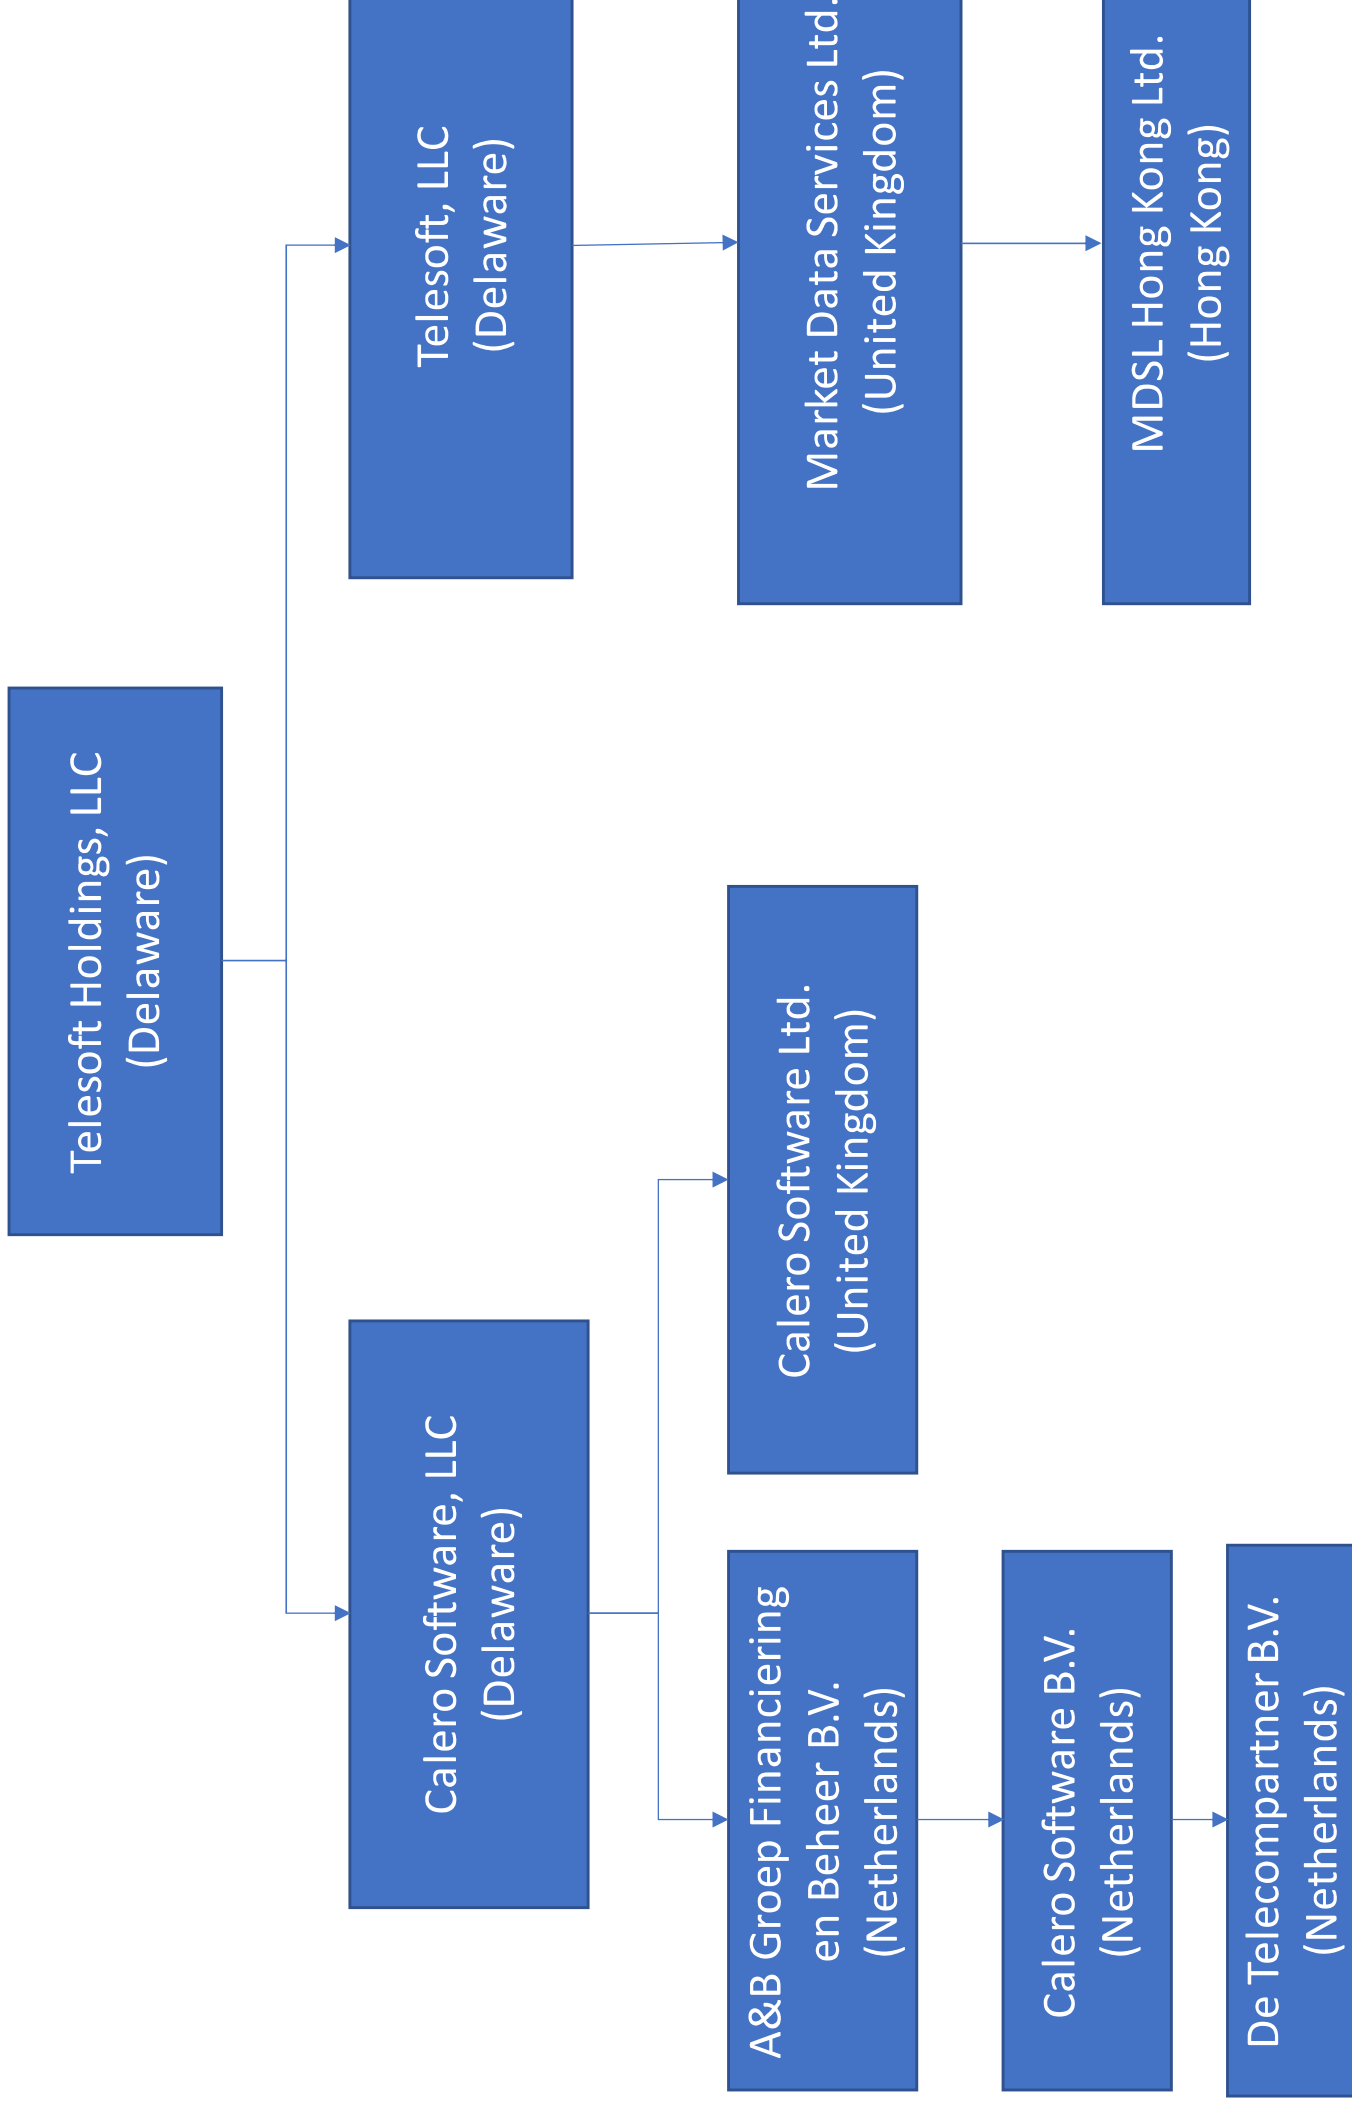 Telesoft Holdings, LLC
(Delaware)
Calero Software, LLC
(Delaware)
Telesoft, LLC
(Delaware)
A&B Groep Financiering
en Beheer B.V.
(Netherlands)
Calero Software Ltd.
(United Kingdom)
Market Data Services Ltd.
(United Kingdom)
Calero Software B.V.
(Netherlands)
MDSL Hong Kong Ltd.
(Hong Kong)
De Telecompartner B.V.
(Netherlands)